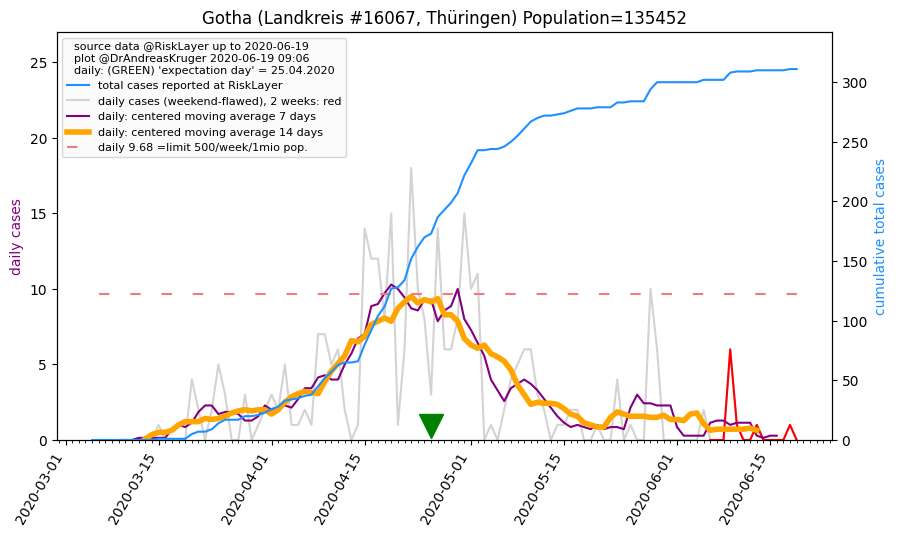 Gotha (Landkreis #16067, Thüringen) Population=135452
source data @RiskLayer up to 2020-06-19
plot @DrAndreasKruger 2020-06-19 09:06
daily: (GREEN) 'expectation day' = 25.04.2020
total cases reported at RiskLayer
daily cases (weekend-flawed), 2 weeks: red
daily: centered moving average 7 days
daily: centered moving average 14 days
daily 9.68 =limit 500/week/1mio pop.
daily cases
25
20
15
10
5
0
cumulative total cases
300
250
200
150
100
50
0
2020-03-01
2020-03-15
2020-04-01
2020-04-15
2020-05-01
2020-05-15
2020-06-01
2020-06-15